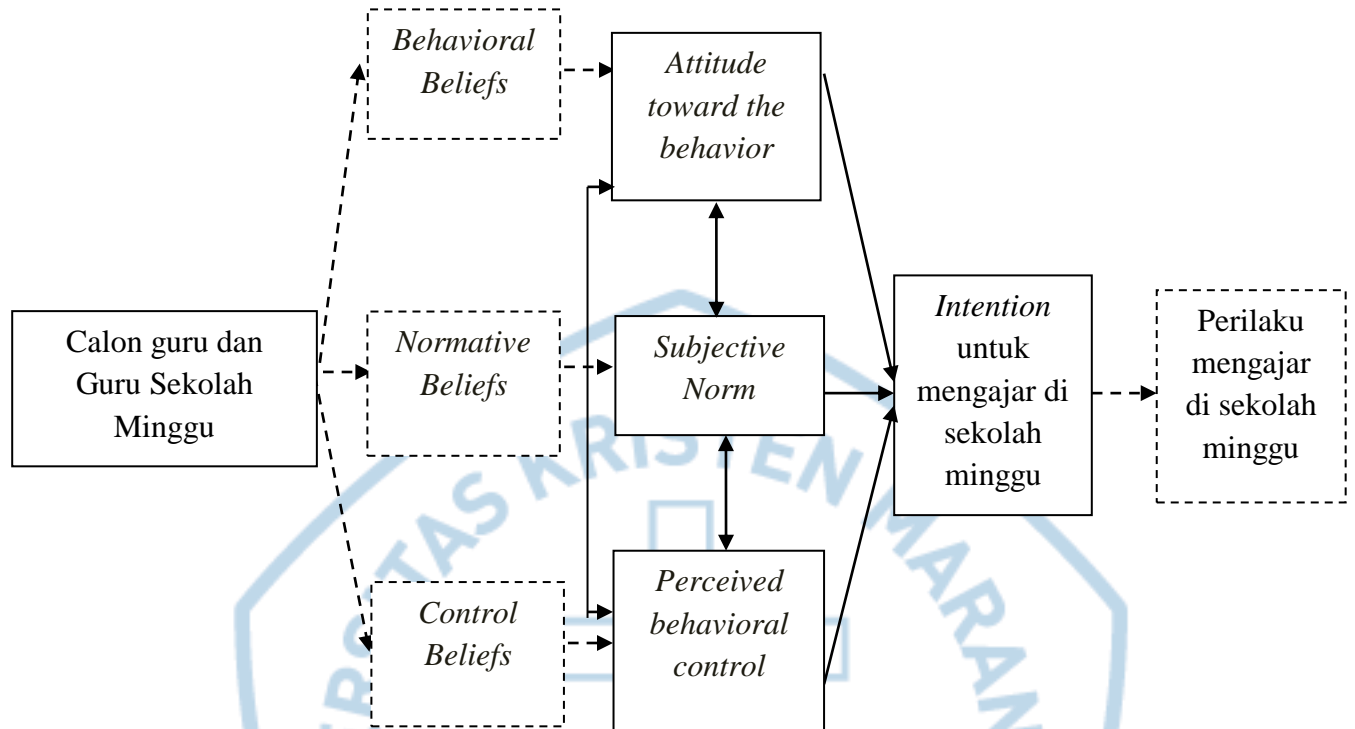 Behavioral
Beliefs
Attitude
toward the
behavior
Calon guru dan
Guru Sekolah
Minggu
Normative
Beliefs
Subjective
Norm
Intention
untuk
mengajar di
sekolah
minggu
Perilaku
mengajar
di sekolah
minggu
Control
Beliefs
Perceived
behavioral
control
KRISTEN